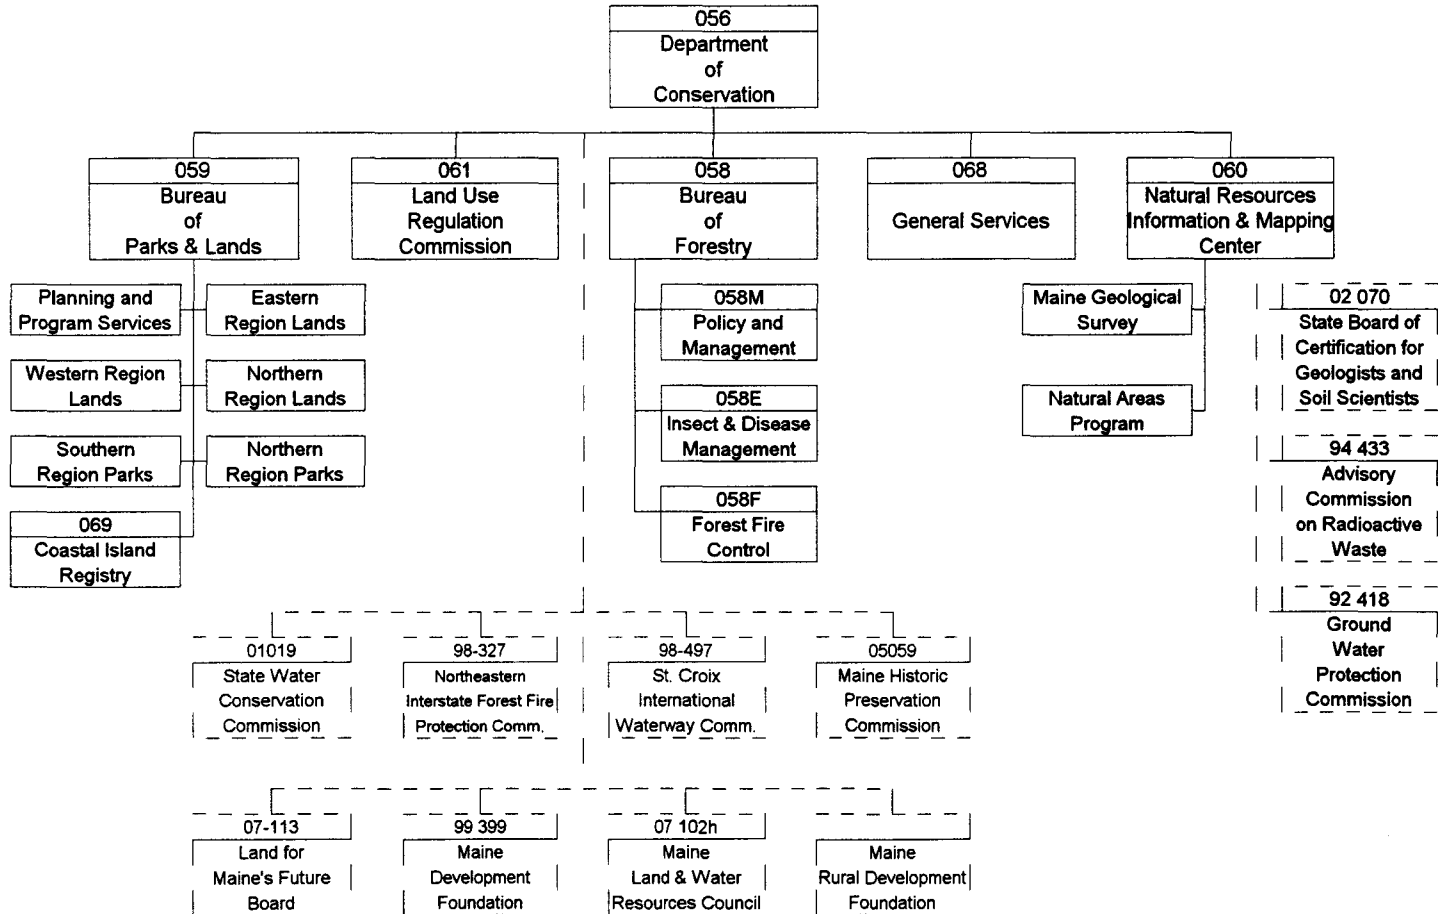 056
Department
of
Conservation
059
Bureau
of
Parks & Lands
061
Land Use
Regulation
Commission
058
Bureau
of
Forestry
068
General Services
060
Natural Resources
Information & Mapping
Center
Planning and
Program Services
Eastern
Region Lands
Western Region
Lands
Northern
Region Lands
Southern
Region Parks
Northern
Region Parks
069
Coastal Island
Registry
058M
Policy and
Management
058E
Insect & Disease
Management
058F
Forest Fire
Control
Maine Geological
Survey
Natural Areas
Program
02 070
State Board of
Certification for
Geologists and
Soil Scientists
94 433
Advisory
Commission
on Radioactive
Waste
92 418
Ground
Water
Protection
Commission
01019
State Water
Conservation
Commission
98-327
Northeastern
Interstate Forest Fire
Protection Comm.
98-497
St. Croix
International
Waterway Comm.
05059
Maine Historic
Preservation
Commission
07-113
Land for
Maine's Future
Board
99 399
Maine
Development
Foundation
07 102h
Maine
Land & Water
Resources Council
Maine
Rural Development
Foundation